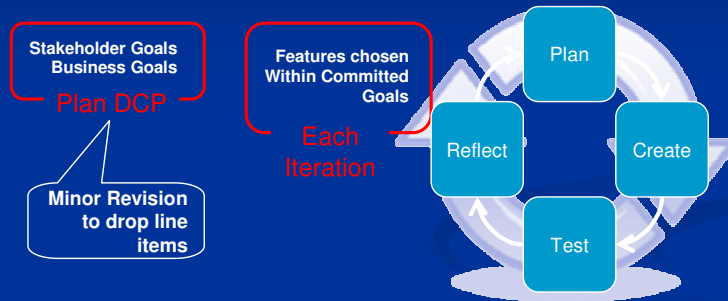 Stakeholder Goals
Business Goals
Plan DCP
Minor Revision
to drop line
items
Features chosen
Within Committed
Goals
Each
Iteration
Plan
Create
Test
Reflect